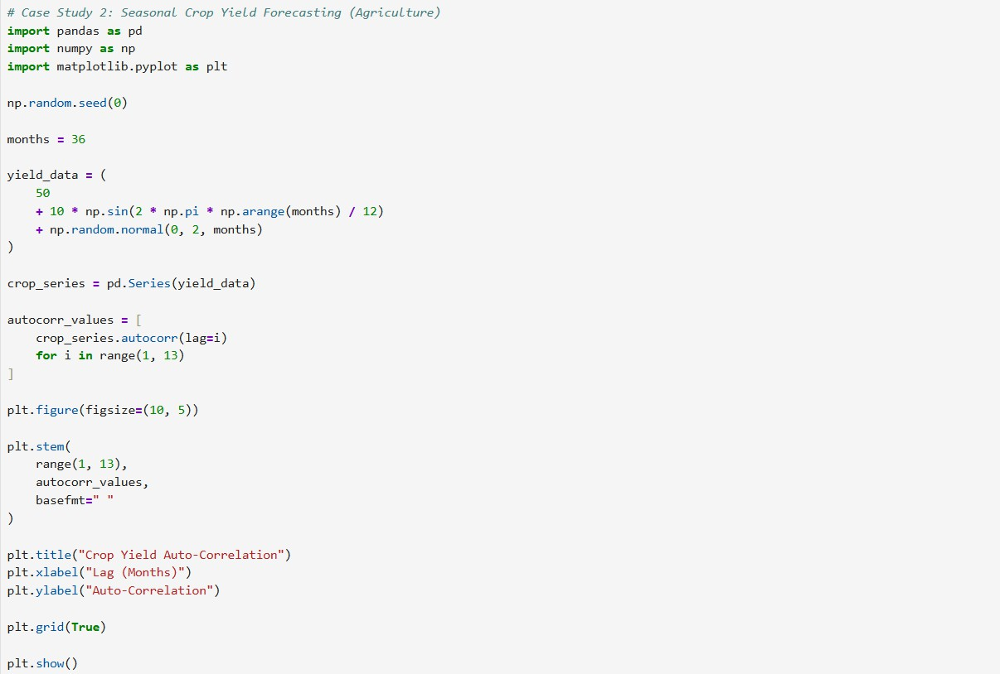 # Case Study 2: Seasonal Crop Yield Forecasting (Agriculture)
import pandas as pd
import numpy as np
import matplotlib.pyplot as plt

np.random.seed(0)

months = 36

yield_data = (
    50
    + 10 * np.sin(2 * np.pi * np.arange(months) / 12)
    + np.random.normal(0, 2, months)
)

crop_series = pd.Series(yield_data)

autocorr_values = [
    crop_series.autocorr(lag=i)
    for i in range(1, 13)
]

plt.figure(figsize=(10, 5))

plt.stem(
    range(1, 13),
    autocorr_values,
    basefmt=" "
)

plt.title("Crop Yield Auto-Correlation")
plt.xlabel("Lag (Months)")
plt.ylabel("Auto-Correlation")

plt.grid(True)

plt.show()